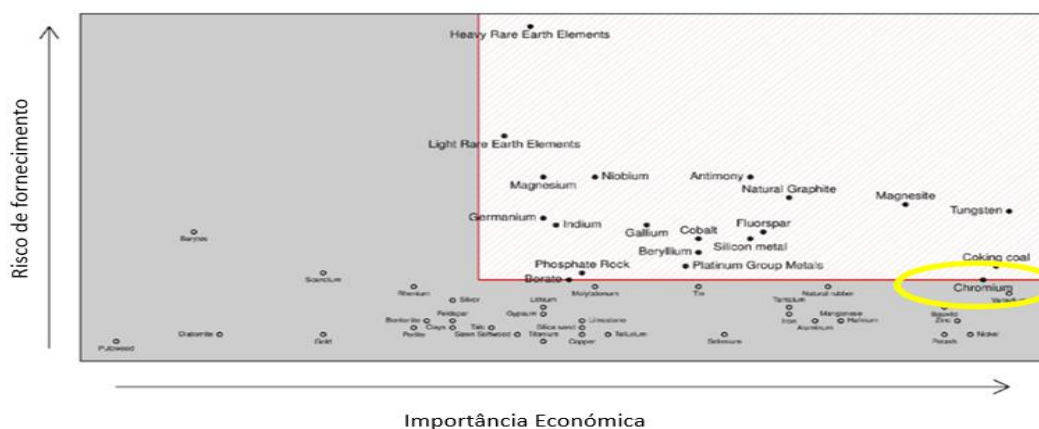 Risco de fornecimento
Heavy Rare Earth Elements
Light Rare Earth Elements
Magnesium
Niobium
Antimony
Natural Graphite
Magnesite
Tungsten
Germanium
Indium
Gallium
Cobalt
Fluorspar
Beryllium
Silicon metal
Coking coal
Phosphate Rock
Platinum Group Metals
Borate
Chromium
Barytes
Scandium
Rhenium
Molybdenum
Tin
Natural rubber
Silver
Lithium
Tantalum
Feldspar
Gypsum
Bauxite
Bentonite
Limestone
Iron
Manganese
Hafnium
Zinc
Perlite
Clays
Talc
Silica sand
Aluminum
Diatomite
Gold
Sawn Softwood
Titanium
Tellurium
Copper
Selenium
Potash
Nickel
Pulpwood
Importância Económica